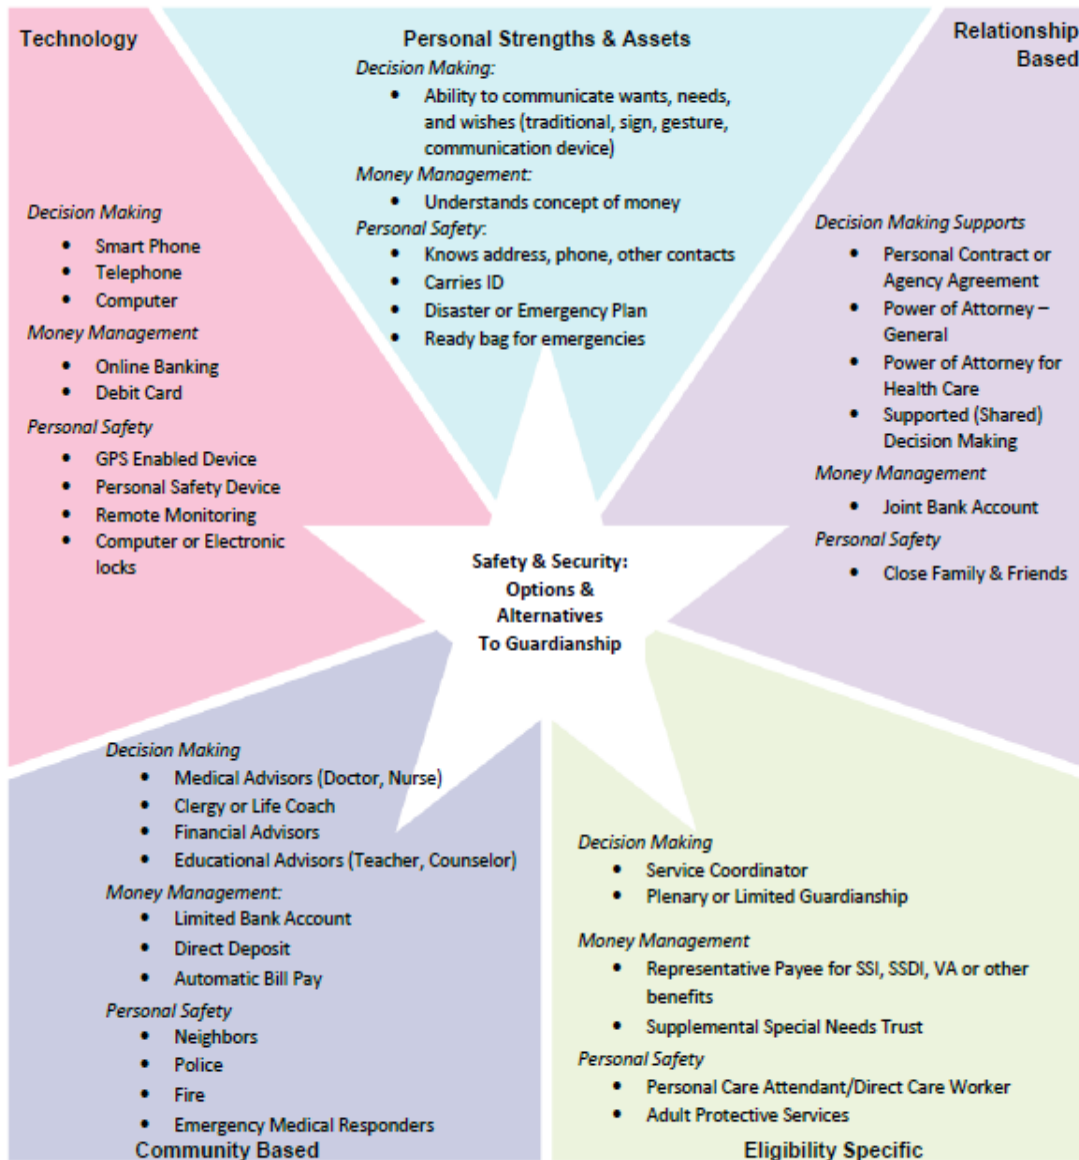 Technology
Decision Making
• Smart Phone
• Telephone
• Computer
Money Management
• Online Banking
• Debit Card
Personal Safety
• GPS Enabled Device
• Personal Safety Device
• Remote Monitoring
• Computer or Electronic
locks
Personal Strengths & Assets
Decision Making:
• Ability to communicate wants, needs,
and wishes (traditional, sign, gesture,
communication device)
Money Management:
• Understands concept of money
Personal Safety:
• Knows address, phone, other contacts
• Carries ID
• Disaster or Emergency Plan
• Ready bag for emergencies
Relationship
Based
Decision Making Supports
• Personal Contract or
Agency Agreement
• Power of Attorney –
General
• Power of Attorney for
Health Care
• Supported (Shared)
Decision Making
Money Management
• Joint Bank Account
Personal Safety
• Close Family & Friends
Safety & Security:
Options &
Alternatives
To Guardianship
Decision Making
• Medical Advisors (Doctor, Nurse)
• Clergy or Life Coach
• Financial Advisors
• Educational Advisors (Teacher, Counselor)
Money Management:
• Limited Bank Account
• Direct Deposit
• Automatic Bill Pay
Personal Safety
• Neighbors
• Police
• Fire
• Emergency Medical Responders
Community Based
Decision Making
• Service Coordinator
• Plenary or Limited Guardianship
Money Management
• Representative Payee for SSI, SSDI, VA or other
benefits
• Supplemental Special Needs Trust
Personal Safety
• Personal Care Attendant/Direct Care Worker
• Adult Protective Services
Eligibility Specific